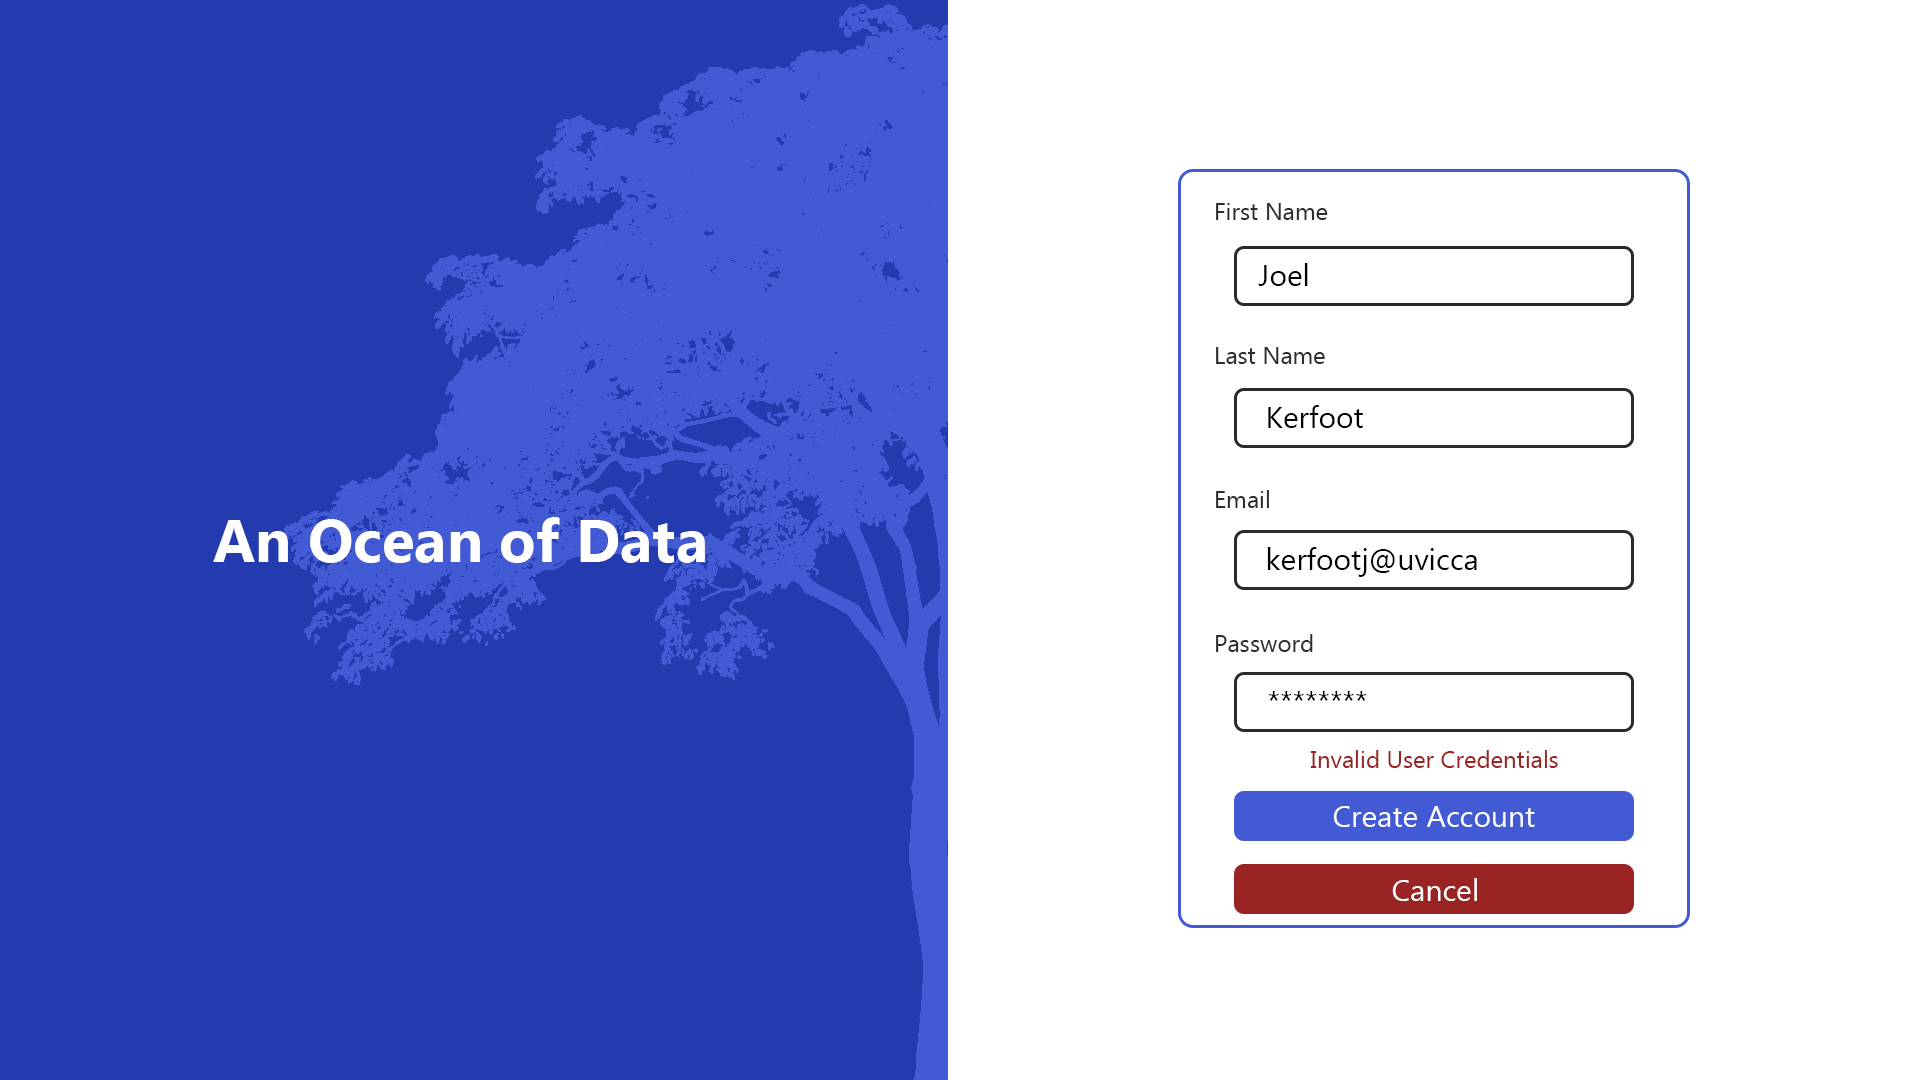 An Ocean of Data
First Name
Joel
Last Name
Kerfoot
Email
kerfootj@uvicca
Password
********
Invalid User Credentials
Create Account
Cancel